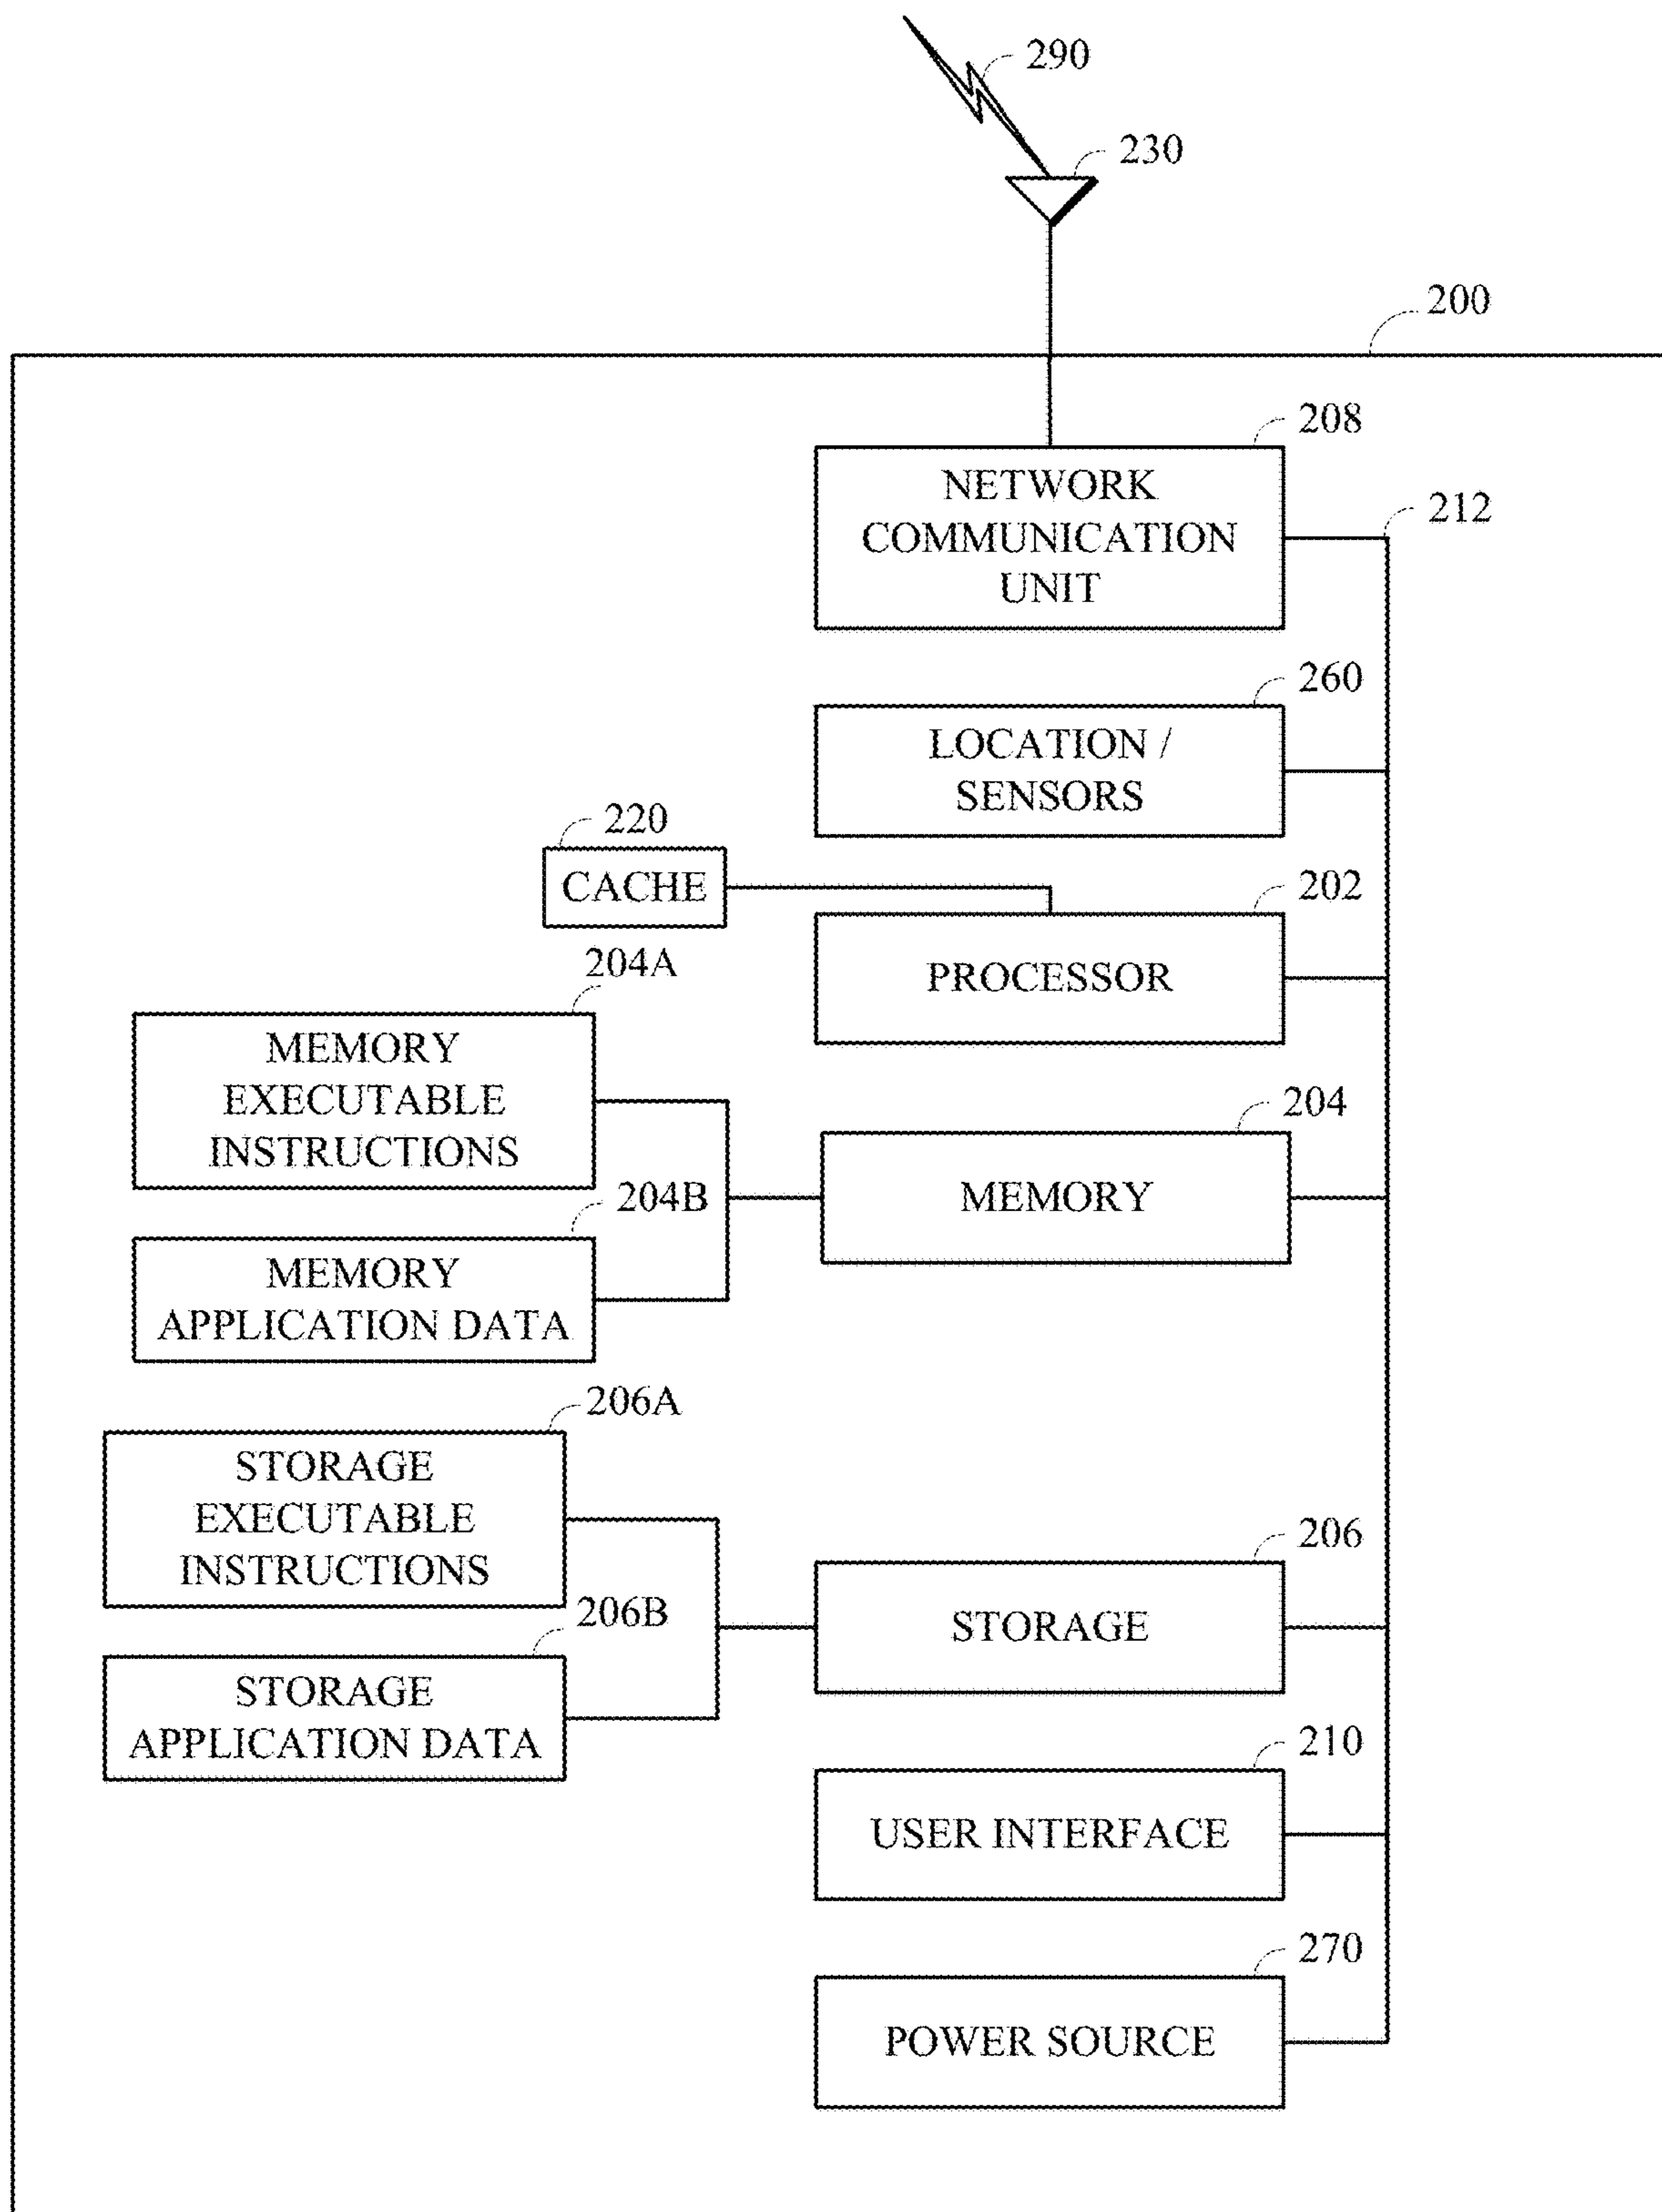 290
230
200
208
NETWORK
COMMUNICATION
UNIT
212
260
LOCATION /
SENSORS
220
CACHE
202
PROCESSOR
204A
MEMORY
EXECUTABLE
INSTRUCTIONS
204
MEMORY
204B
MEMORY
APPLICATION DATA
206A
STORAGE
EXECUTABLE
INSTRUCTIONS
206
STORAGE
206B
STORAGE
APPLICATION DATA
210
USER INTERFACE
270
POWER SOURCE